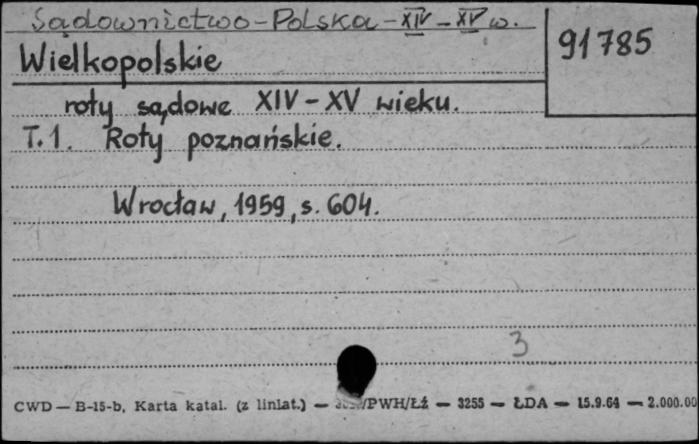 Sądownictwo - Polska - XIV - XV w.
91785
Wielkopolskie
roty sądowe XIV - XV wieku.
T. 1. Roty poznańskie.
Wrocław, 1959, s. 604.
3
CWD — B-15-b, Karta katal. (z liniat.) — /PWH/Łź — 3255 — ŁDA — 15.9.64 — 2.000.00